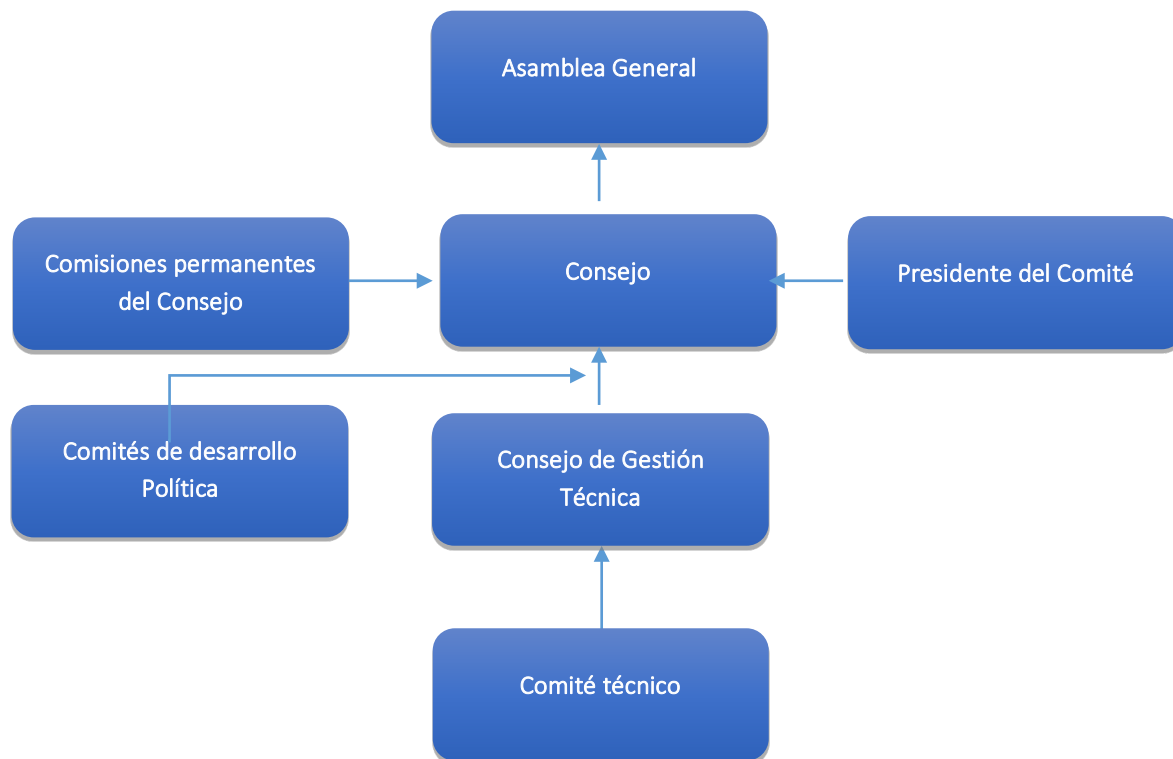 Asamblea General
Comisiones permanentes
del Consejo
Consejo
Presidente del Comité
Comités de desarrollo
Política
Consejo de Gestión
Técnica
Comité técnico